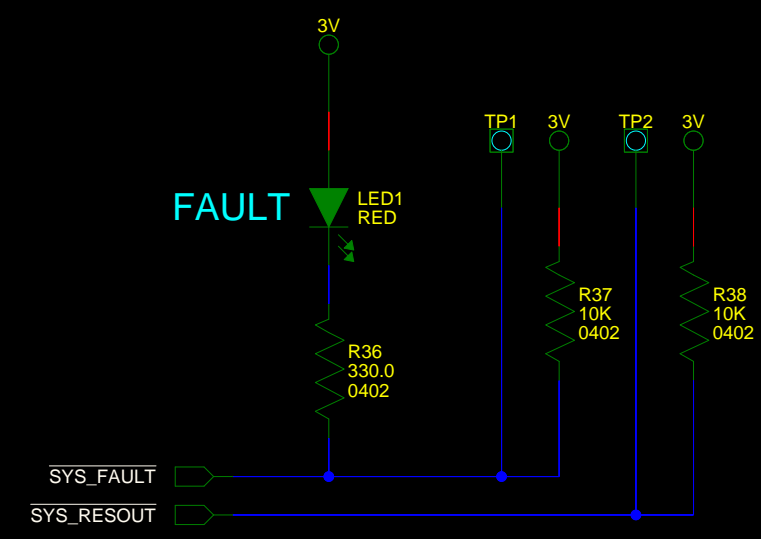 3V
TP1
3V
TP2
3V
FAULT
LED1
RED
R37
10K
0402
R38
10K
0402
R36
330.0
0402
SYS_FAULT
SYS_RESOUT